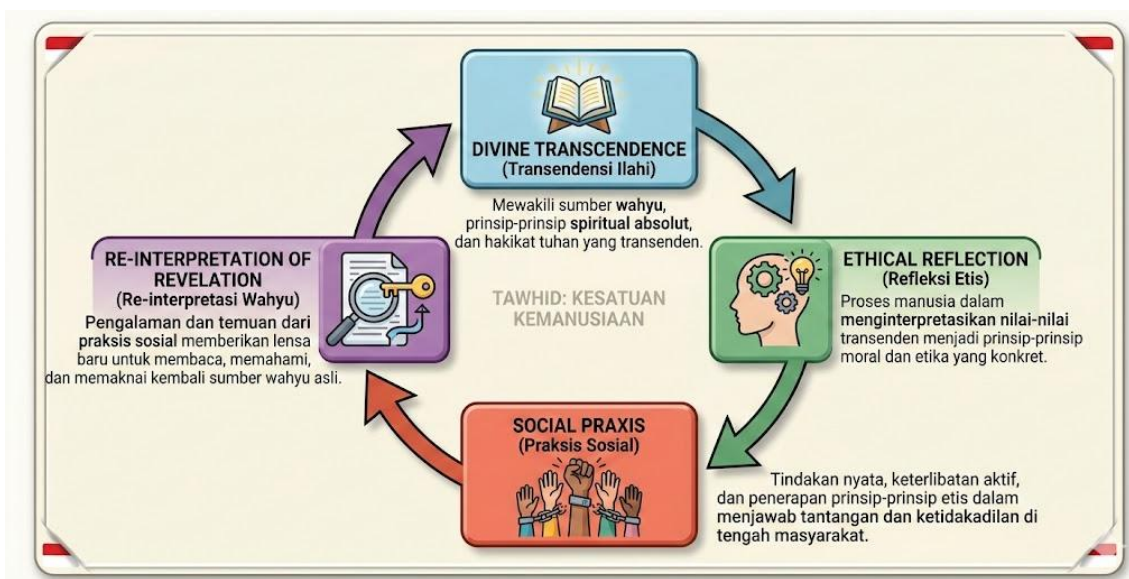 DIVINE TRANSCENDENCE
(Transendensi Ilahi)
Mewakili sumber wahyu,
prinsip-prinsip spiritual absolut,
dan hakikat tuhan yang transenden.
ETHICAL REFLECTION
(Refleksi Etis)
Proses manusia dalam
menginterpretasikan nilai-nilai
transenden menjadi prinsip-prinsip
moral dan etika yang konkret.
SOCIAL PRAXIS
(Praksis Sosial)
Tindakan nyata, keterlibatan aktif,
dan penerapan prinsip-prinsip etis dalam
menjawab tantangan dan ketidakadilan di
tengah masyarakat.
RE-INTERPRETATION OF
REVELATION
(Re-interpretasi Wahyu)
Pengalaman dan temuan dari
praksis sosial memberikan lensa
baru untuk membaca, memahami,
dan memaknai kembali sumber wahyu asli.
TAWHID: KESATUAN
KEMANUSIAAN